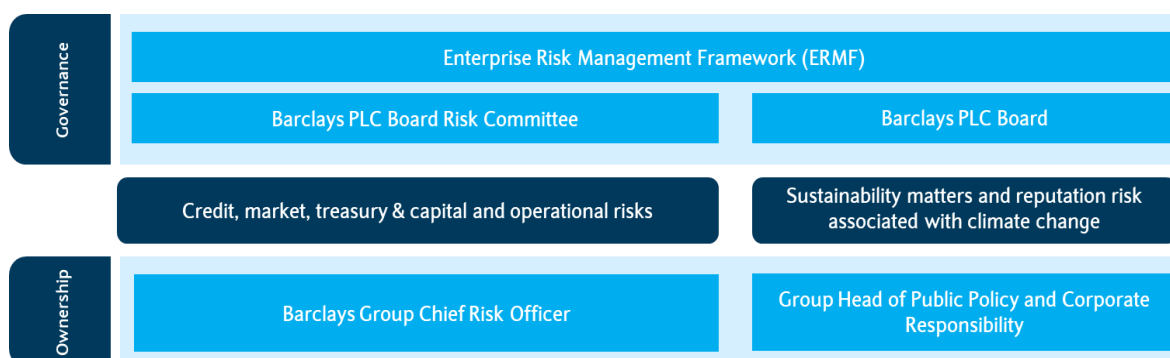 Governance
Enterprise Risk Management Framework (ERMF)
Barclays PLC Board Risk Committee
Barclays PLC Board
Credit, market, treasury & capital and operational risks
Sustainability matters and reputation risk
associated with climate change
Ownership
Barclays Group Chief Risk Officer
Group Head of Public Policy and Corporate
Responsibility